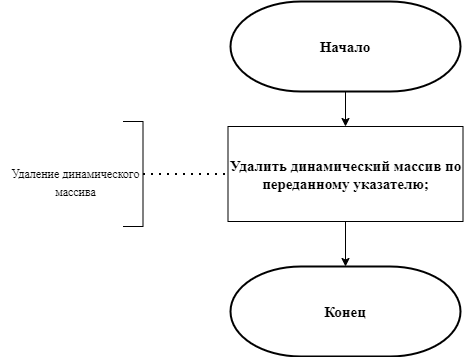 Начало
Удалить динамический массив по
переданному указателю;
Удаление динамического
массива
Конец